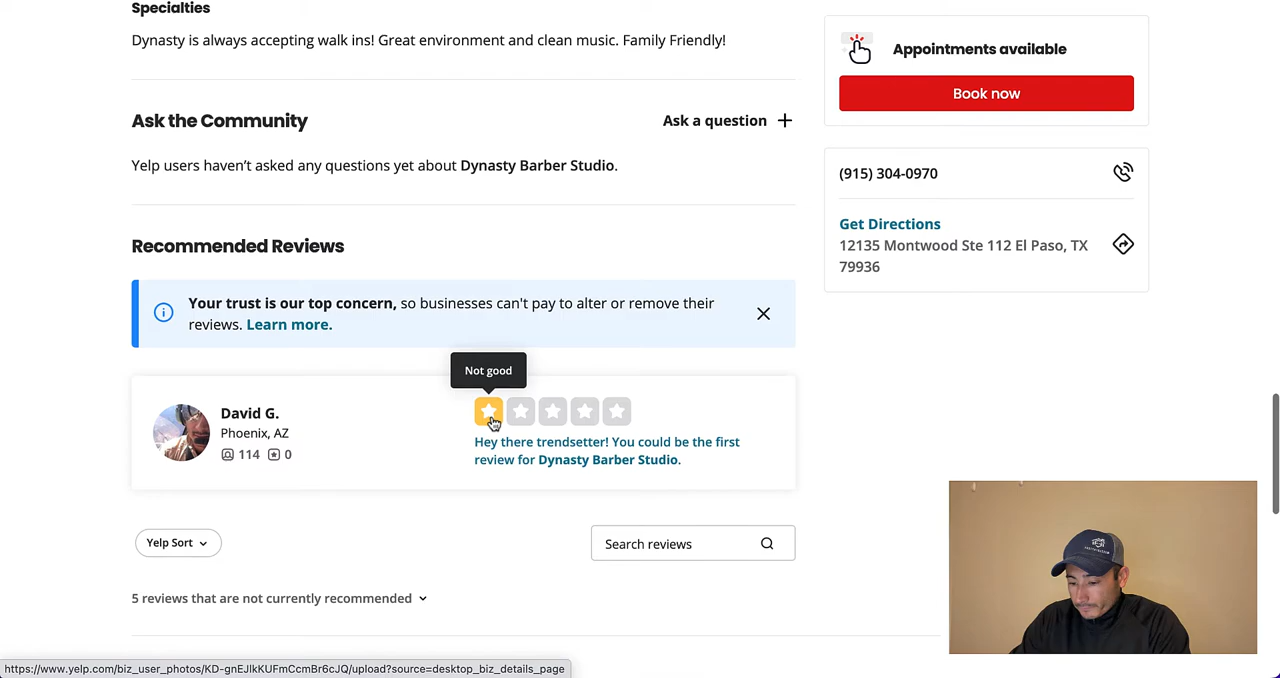 Specialties
Dynasty is always accepting walk ins! Great environment and clean music. Family Friendly!
Ask the Community
Ask a question
Yelp users haven’t asked any questions yet about Dynasty Barber Studio.
Recommended Reviews
Your trust is our top concern, so businesses can't pay to alter or remove their
reviews. Learn more.
Not good
David G.
Phoenix, AZ
114 0
Hey there trendsetter! You could be the first
review for Dynasty Barber Studio.
Yelp Sort
Search reviews
5 reviews that are not currently recommended
Appointments available
Book now
(915) 304-0970
Get Directions
12135 Montwood Ste 112 El Paso, TX
79936
https://www.yelp.com/biz_user_photos/KD-gnEJlkKUFmCcmBr6cJQ/upload?source=desktop_biz_details_page